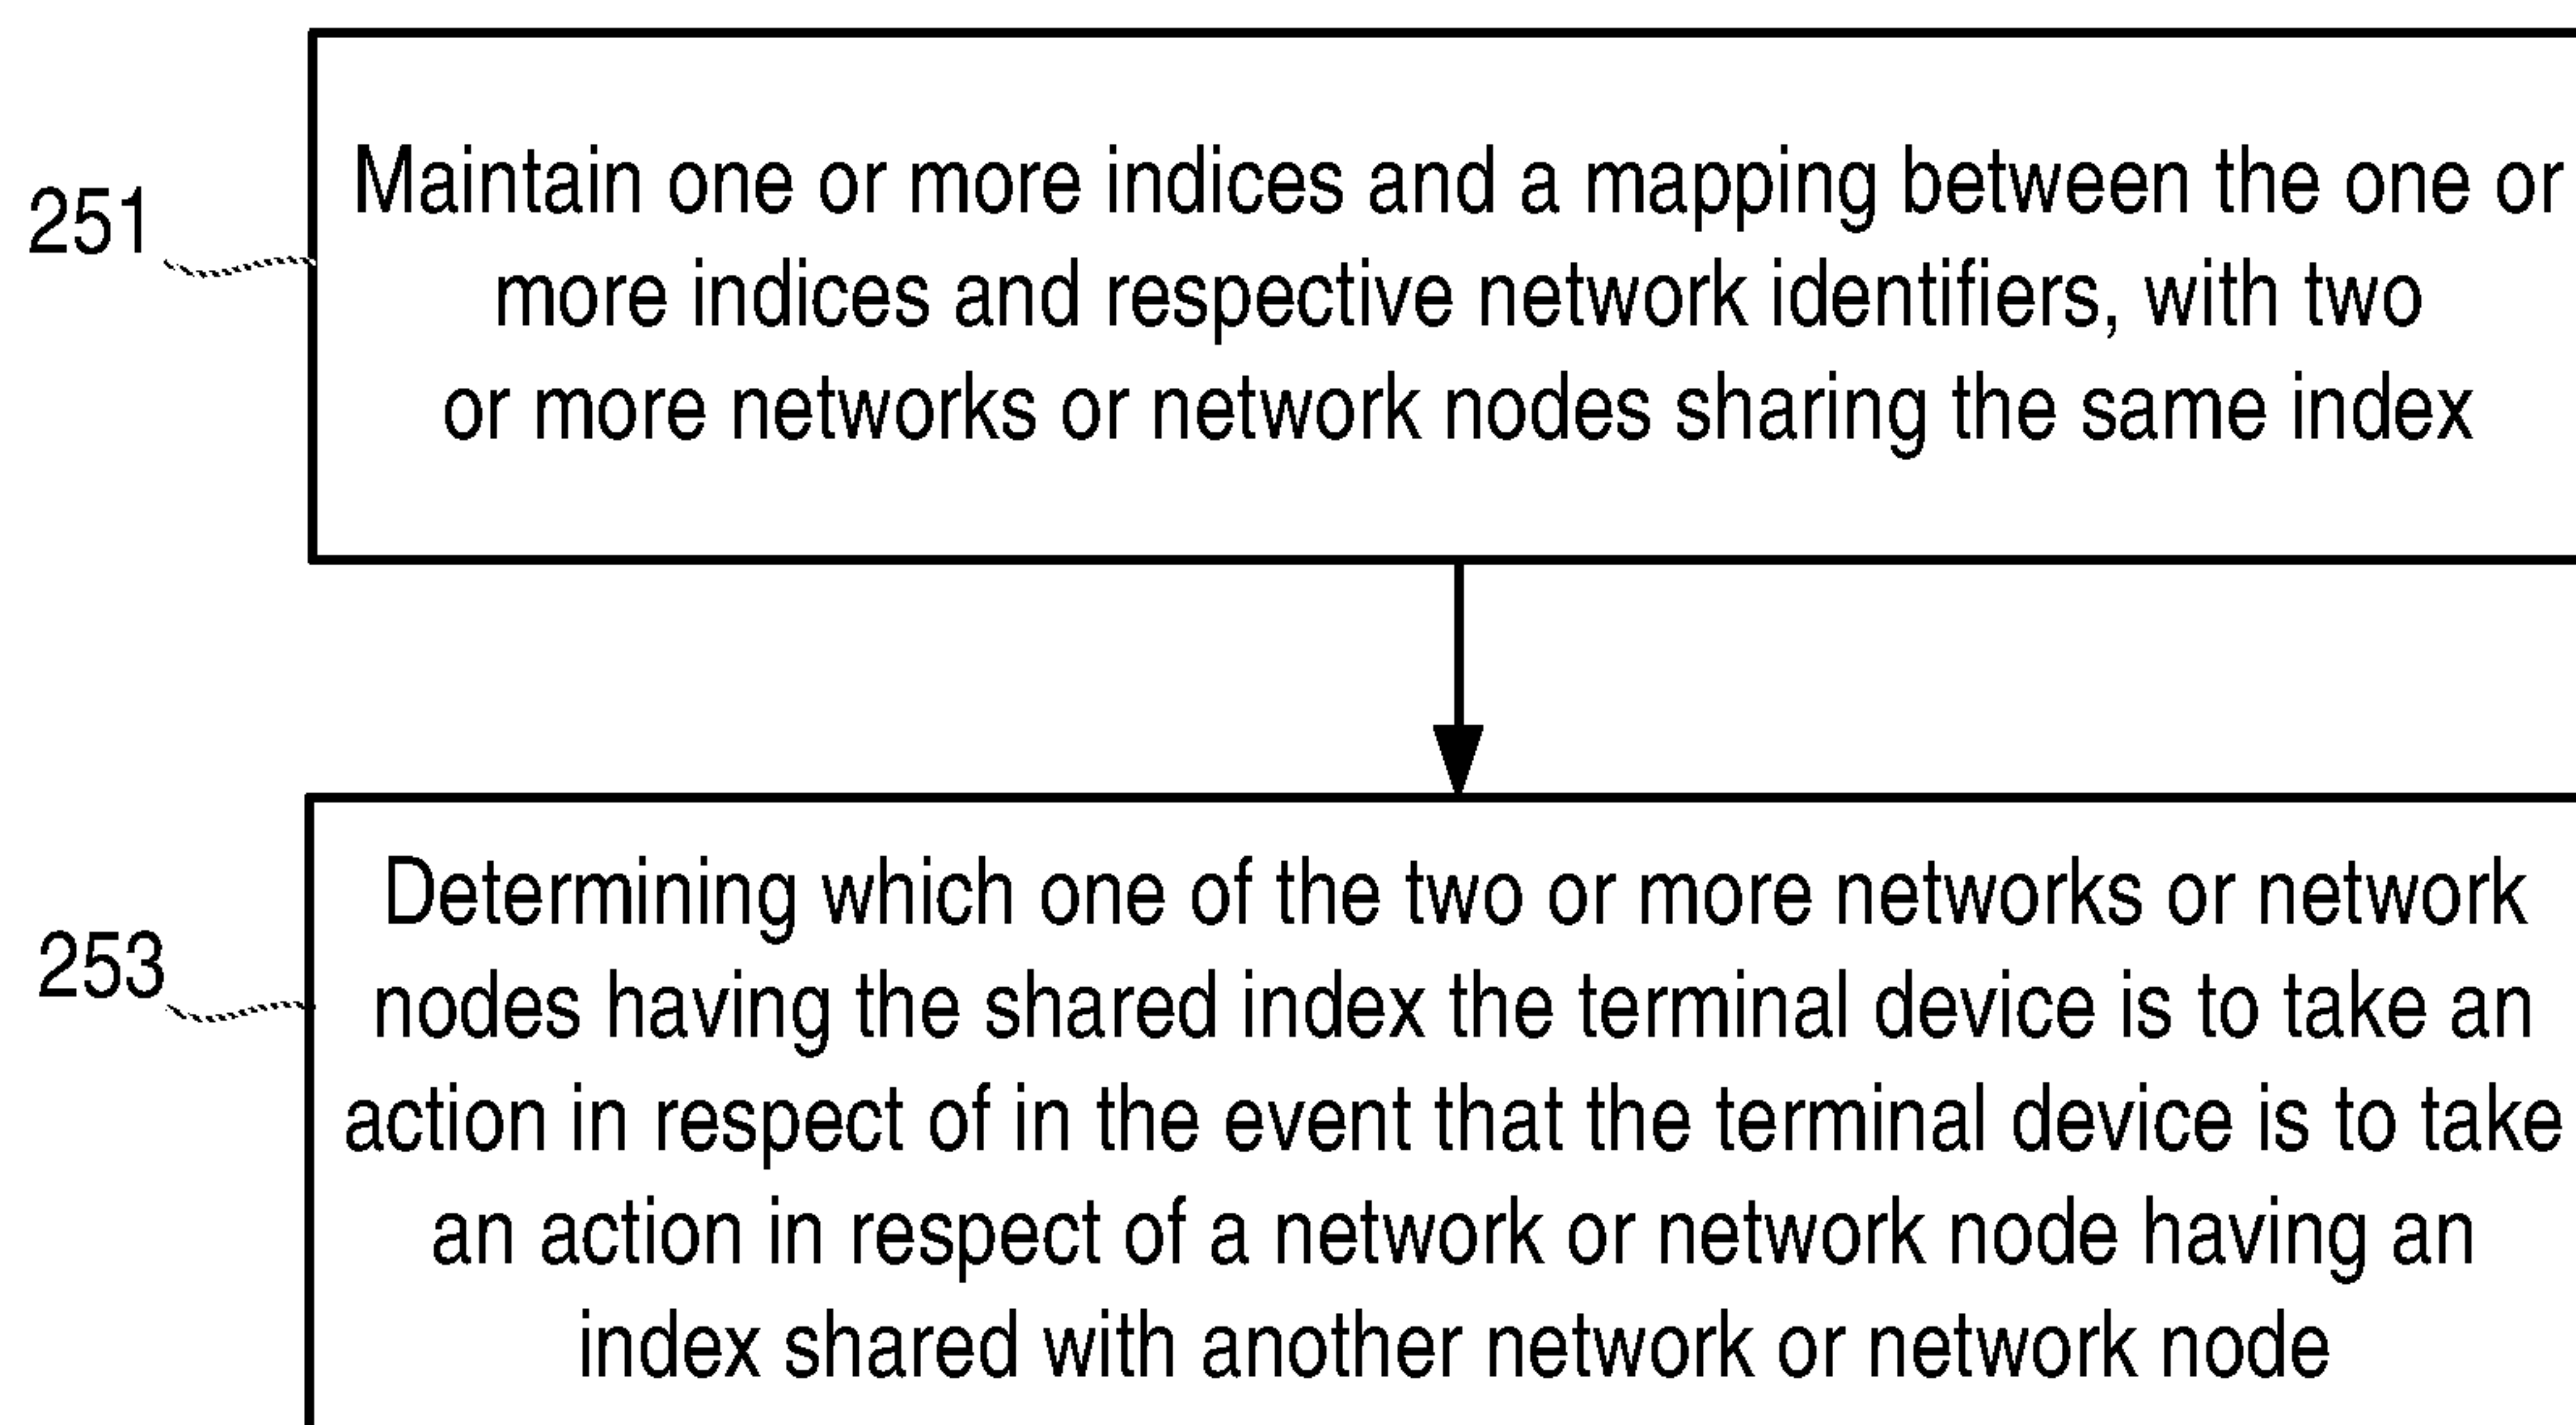 251
Maintain one or more indices and a mapping between the one or
more indices and respective network identifiers, with two
or more networks or network nodes sharing the same index
253
Determining which one of the two or more networks or network
nodes having the shared index the terminal device is to take an
action in respect of in the event that the terminal device is to take
an action in respect of a network or network node having an
index shared with another network or network node